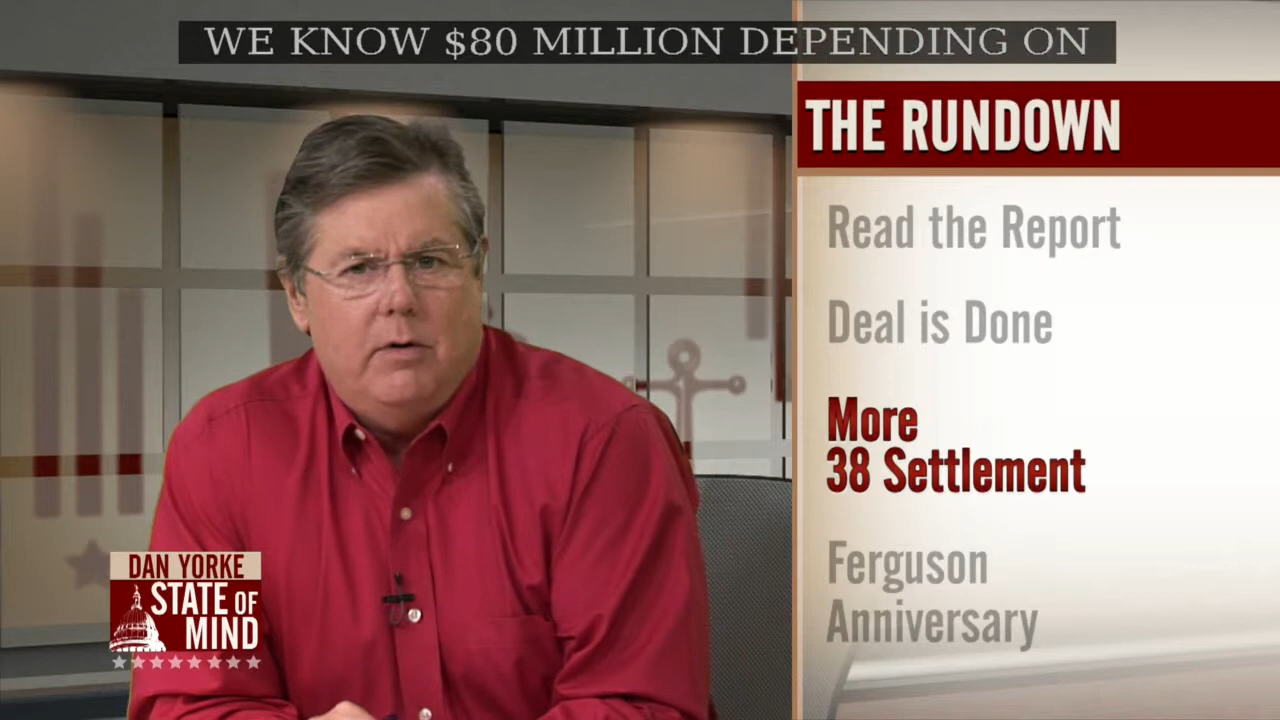 WE KNOW $80 MILLION DEPENDING ON
THE RUNDOWN
Read the Report
Deal is Done
More
38 Settlement
Ferguson
Anniversary
DAN YORKE
STATE OF
MIND